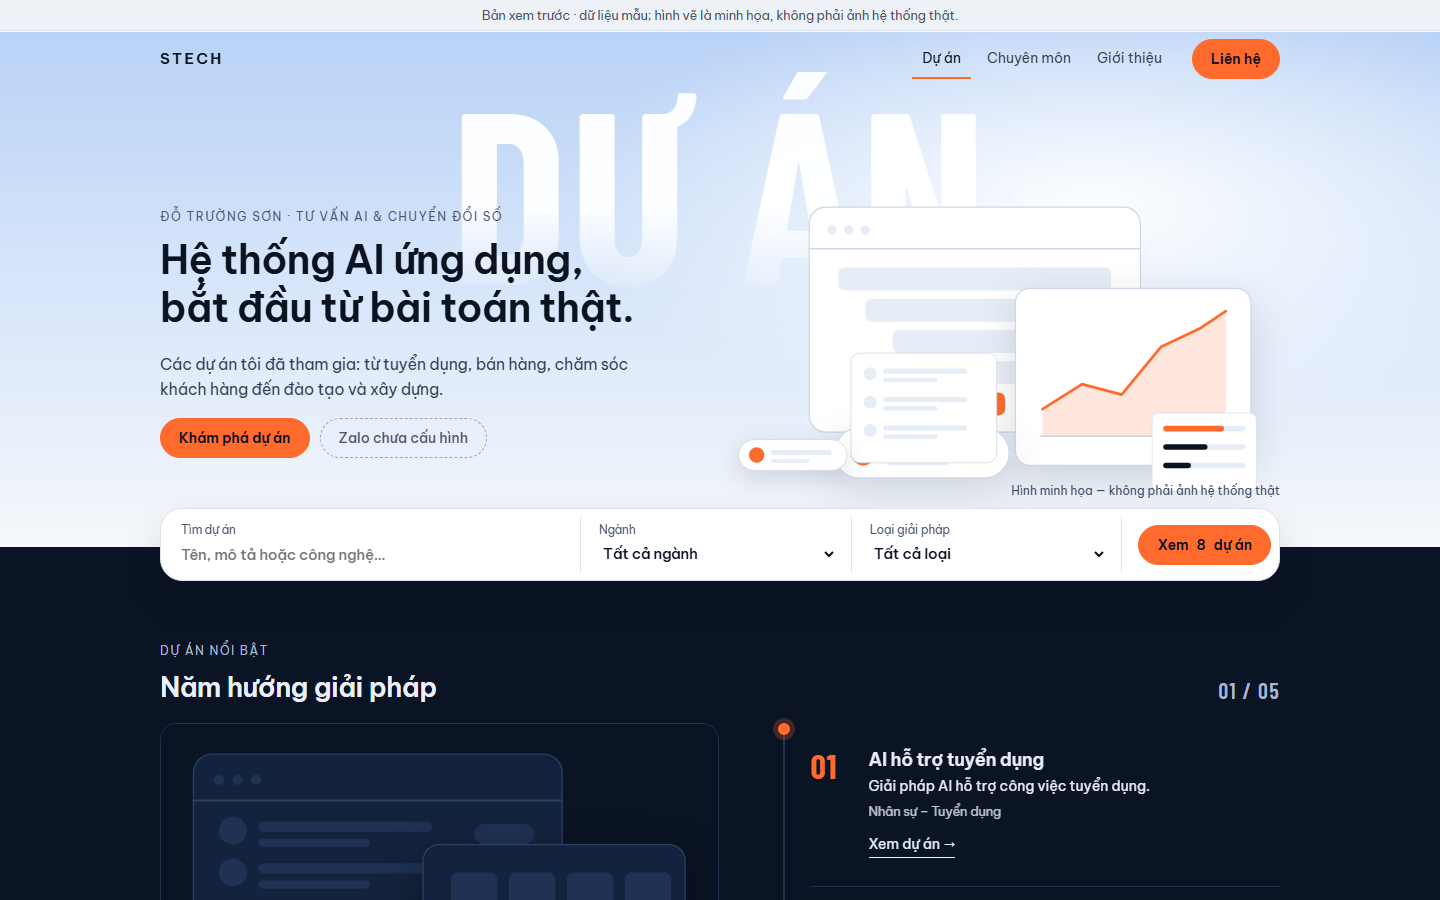 Bản xem trước · dữ liệu mẫu; hình vẽ là minh họa, không phải ảnh hệ thống thật.
STECH
Dự án
Chuyên môn
Giới thiệu
Liên hệ
DỰ ÁN
ĐỖ TRƯỜNG SƠN · TƯ VẤN AI & CHUYỂN ĐỔI SỐ
Hệ thống AI ứng dụng,
bắt đầu từ bài toán thật.
Các dự án tôi đã tham gia: từ tuyển dụng, bán hàng, chăm sóc
khách hàng đến đào tạo và xây dựng.
Khám phá dự án
Zalo chưa cấu hình
Hình minh họa — không phải ảnh hệ thống thật
Tìm dự án
Tên, mô tả hoặc công nghệ...
Ngành
Tất cả ngành
Loại giải pháp
Tất cả loại
Xem 8 dự án
DỰ ÁN NỔI BẬT
Năm hướng giải pháp
01 / 05
01
AI hỗ trợ tuyển dụng
Giải pháp AI hỗ trợ công việc tuyển dụng.
Nhân sự – Tuyển dụng
Xem dự án →